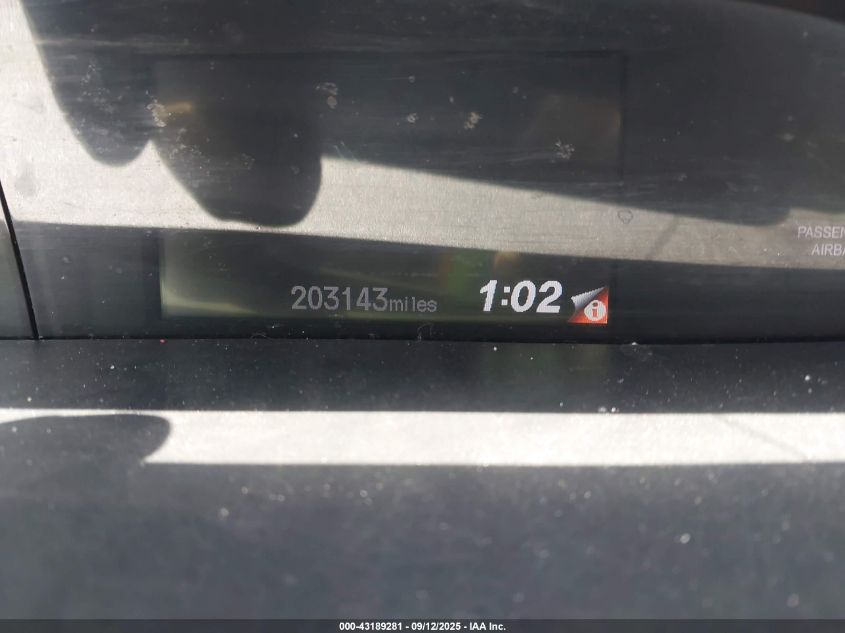 PASSEN
AIRBA
203143miles 1:02 i
000-43189281 - 09/12/2025 - IAA Inc.